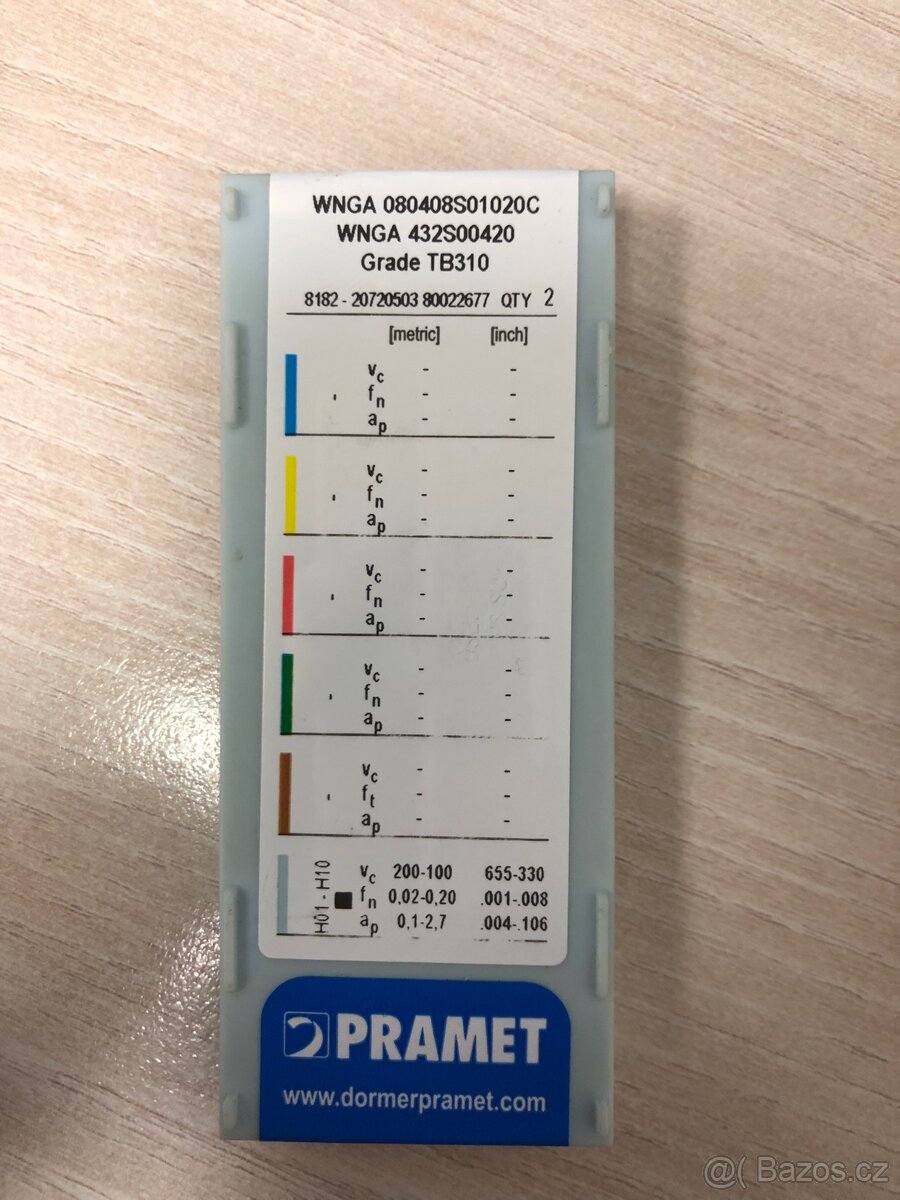 WNGA 080408S01020C
WNGA 432S00420
Grade TB310
8182 - 20720503 80022677 QTY 2
[metric] [inch]
vc - -
fn - -
ap - -
vc - -
fn - -
ap - -
vc - -
fn - -
ap - -
vc - -
fn - -
ap - -
vc - -
ft - -
ap - -
H01 - H10
vc 200-100 655-330
fn 0,02-0,20 .001-.008
ap 0,1-2,7 .004-.106
PRAMET
www.dormerpramet.com
@( Bazos.cz